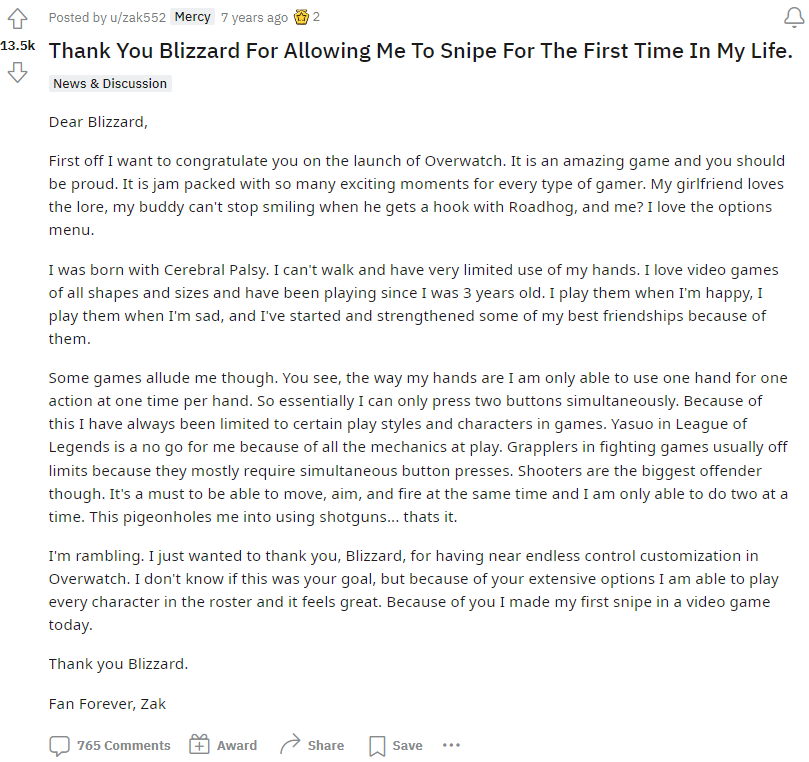 Posted by u/zak552 Mercy 7 years ago 2
13.5k
Thank You Blizzard For Allowing Me To Snipe For The First Time In My Life.
News & Discussion
Dear Blizzard,
First off I want to congratulate you on the launch of Overwatch. It is an amazing game and you should
be proud. It is jam packed with so many exciting moments for every type of gamer. My girlfriend loves
the lore, my buddy can't stop smiling when he gets a hook with Roadhog, and me? I love the options
menu.
I was born with Cerebral Palsy. I can't walk and have very limited use of my hands. I love video games
of all shapes and sizes and have been playing since I was 3 years old. I play them when I'm happy, I
play them when I'm sad, and I've started and strengthened some of my best friendships because of
them.
Some games allude me though. You see, the way my hands are I am only able to use one hand for one
action at one time per hand. So essentially I can only press two buttons simultaneously. Because of
this I have always been limited to certain play styles and characters in games. Yasuo in League of
Legends is a no go for me because of all the mechanics at play. Grapplers in fighting games usually off
limits because they mostly require simultaneous button presses. Shooters are the biggest offender
though. It's a must to be able to move, aim, and fire at the same time and I am only able to do two at a
time. This pigeonholes me into using shotguns... thats it.
I'm rambling. I just wanted to thank you, Blizzard, for having near endless control customization in
Overwatch. I don't know if this was your goal, but because of your extensive options I am able to play
every character in the roster and it feels great. Because of you I made my first snipe in a video game
today.
Thank you Blizzard.
Fan Forever, Zak
765 Comments Award Share Save